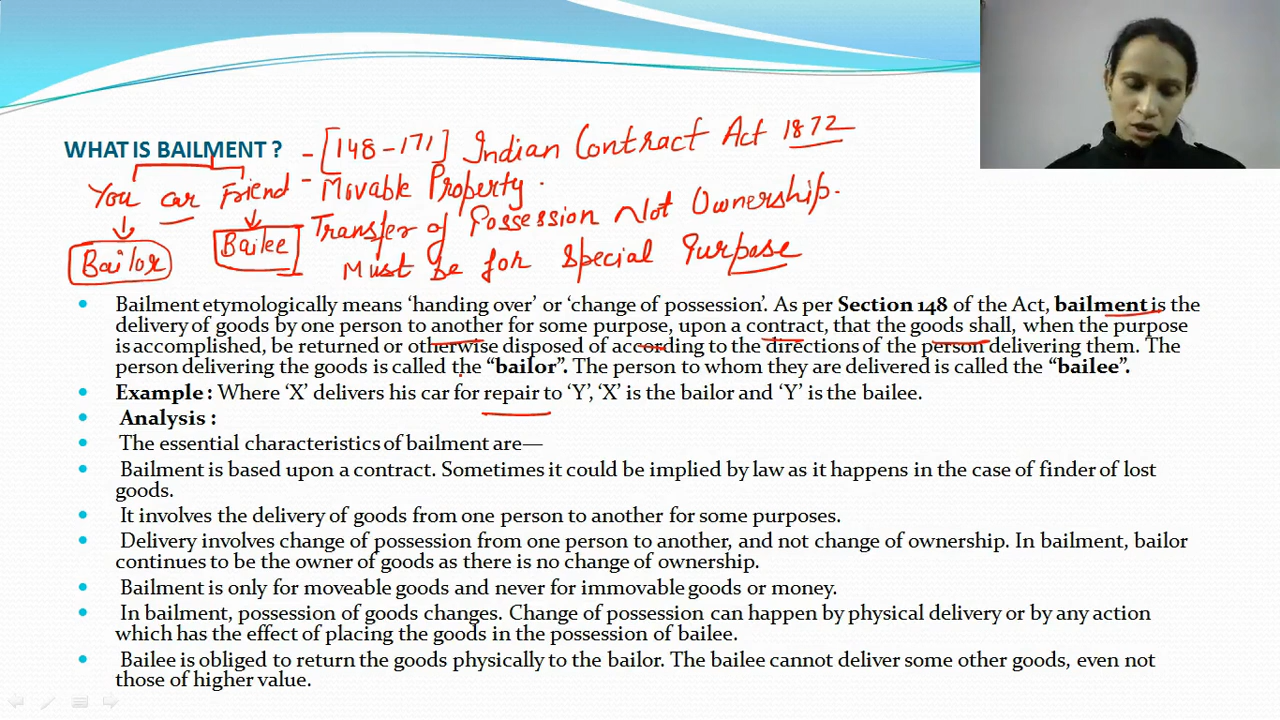 WHAT IS BAILMENT ? - [148-171] Indian Contract Act 1872
You car Friend - Movable Property.
Transfer of Possession Not Ownership.
Bailor Bailee
Must be for Special Purpose
Bailment etymologically means ‘handing over’ or ‘change of possession’. As per Section 148 of the Act, bailment is the
delivery of goods by one person to another for some purpose, upon a contract, that the goods shall, when the purpose
is accomplished, be returned or otherwise disposed of according to the directions of the person delivering them. The
person delivering the goods is called the “bailor”. The person to whom they are delivered is called the “bailee”.
Example : Where ‘X’ delivers his car for repair to ‘Y’, ‘X’ is the bailor and ‘Y’ is the bailee.
Analysis :
The essential characteristics of bailment are—
Bailment is based upon a contract. Sometimes it could be implied by law as it happens in the case of finder of lost
goods.
It involves the delivery of goods from one person to another for some purposes.
Delivery involves change of possession from one person to another, and not change of ownership. In bailment, bailor
continues to be the owner of goods as there is no change of ownership.
Bailment is only for moveable goods and never for immovable goods or money.
In bailment, possession of goods changes. Change of possession can happen by physical delivery or by any action
which has the effect of placing the goods in the possession of bailee.
Bailee is obliged to return the goods physically to the bailor. The bailee cannot deliver some other goods, even not
those of higher value.